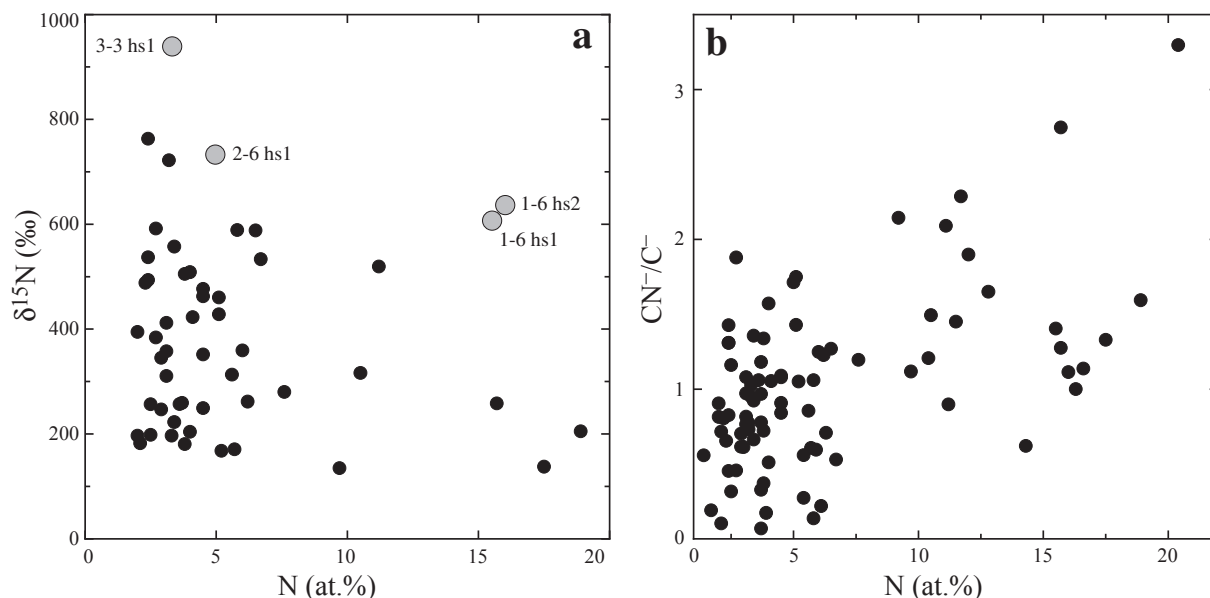 1000
800
600
400
200
0
δ¹⁵N (‰)
a
3-3 hs1
2-6 hs1
1-6 hs2
1-6 hs1
0 5 10 15 20
N (at.%)
3
2
1
0
CN⁻/C⁻
b
0 5 10 15 20
N (at.%)